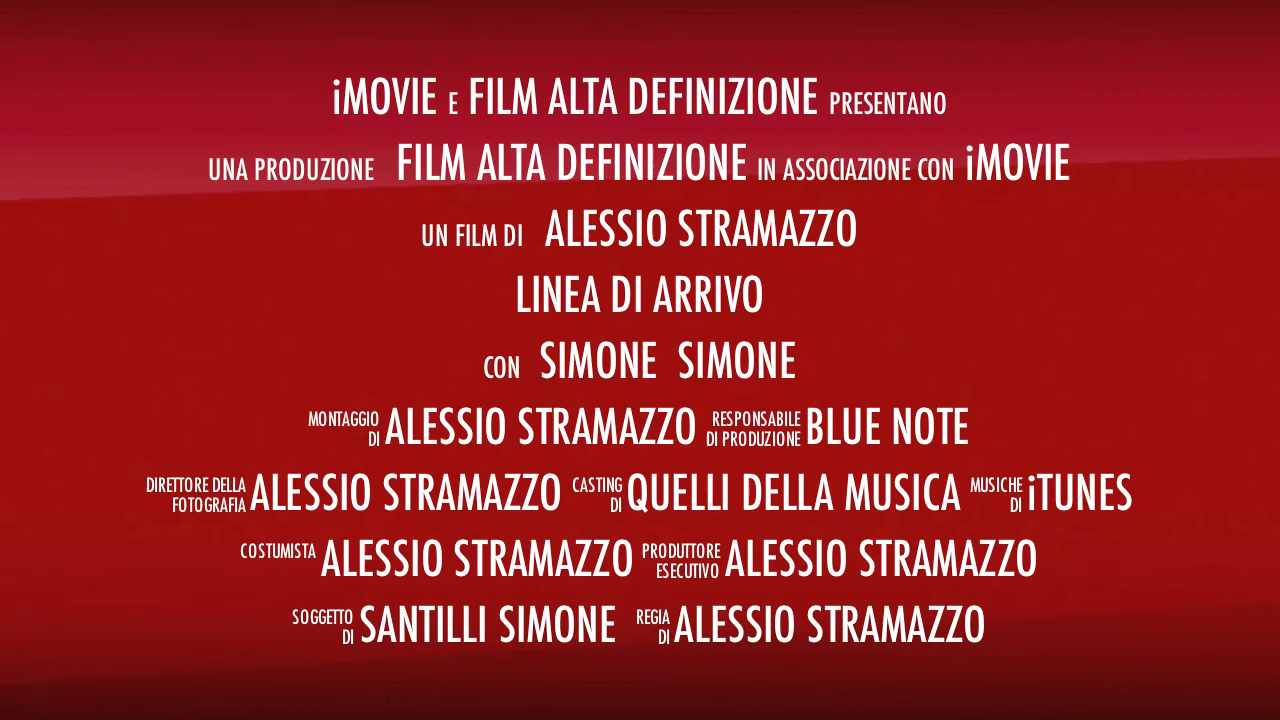 iMOVIE E FILM ALTA DEFINIZIONE PRESENTANO
UNA PRODUZIONE FILM ALTA DEFINIZIONE IN ASSOCIAZIONE CON iMOVIE
UN FILM DI ALESSIO STRAMAZZO
LINEA DI ARRIVO
CON SIMONE SIMONE
MONTAGGIO DI ALESSIO STRAMAZZO RESPONSABILE DI PRODUZIONE BLUE NOTE
DIRETTORE DELLA FOTOGRAFIA ALESSIO STRAMAZZO CASTING DI QUELLI DELLA MUSICA MUSICHE DI iTUNES
COSTUMISTA ALESSIO STRAMAZZO PRODUTTORE ESECUTIVO ALESSIO STRAMAZZO
SOGGETTO DI SANTILLI SIMONE REGIA DI ALESSIO STRAMAZZO